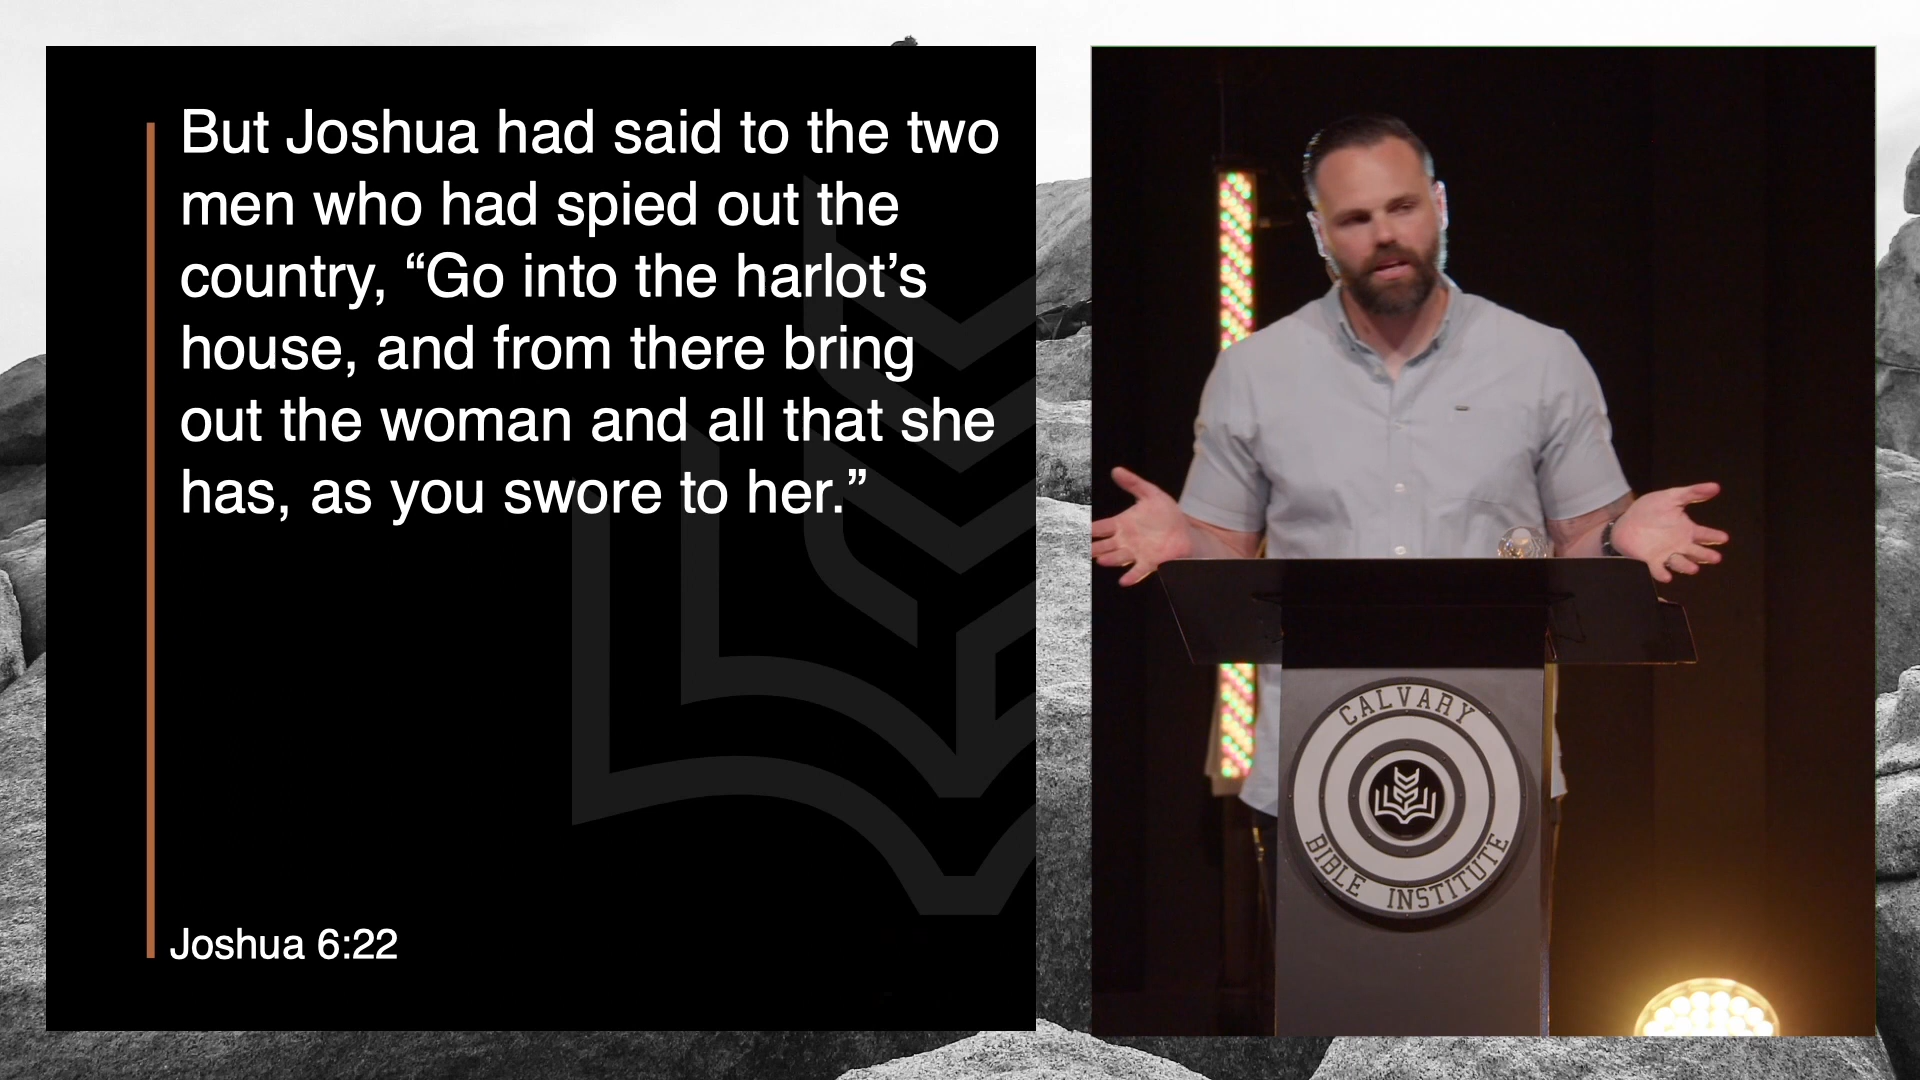 But Joshua had said to the two
men who had spied out the
country, “Go into the harlot’s
house, and from there bring
out the woman and all that she
has, as you swore to her.”
Joshua 6:22
CALVARY
BIBLE INSTITUTE